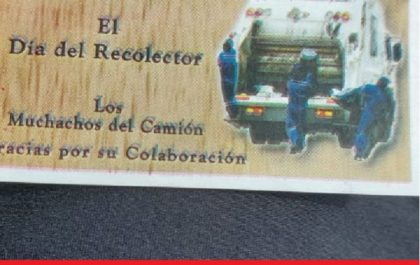 El
Día del Recolector
Los
Muchachos del Camión
racias por su Colaboración